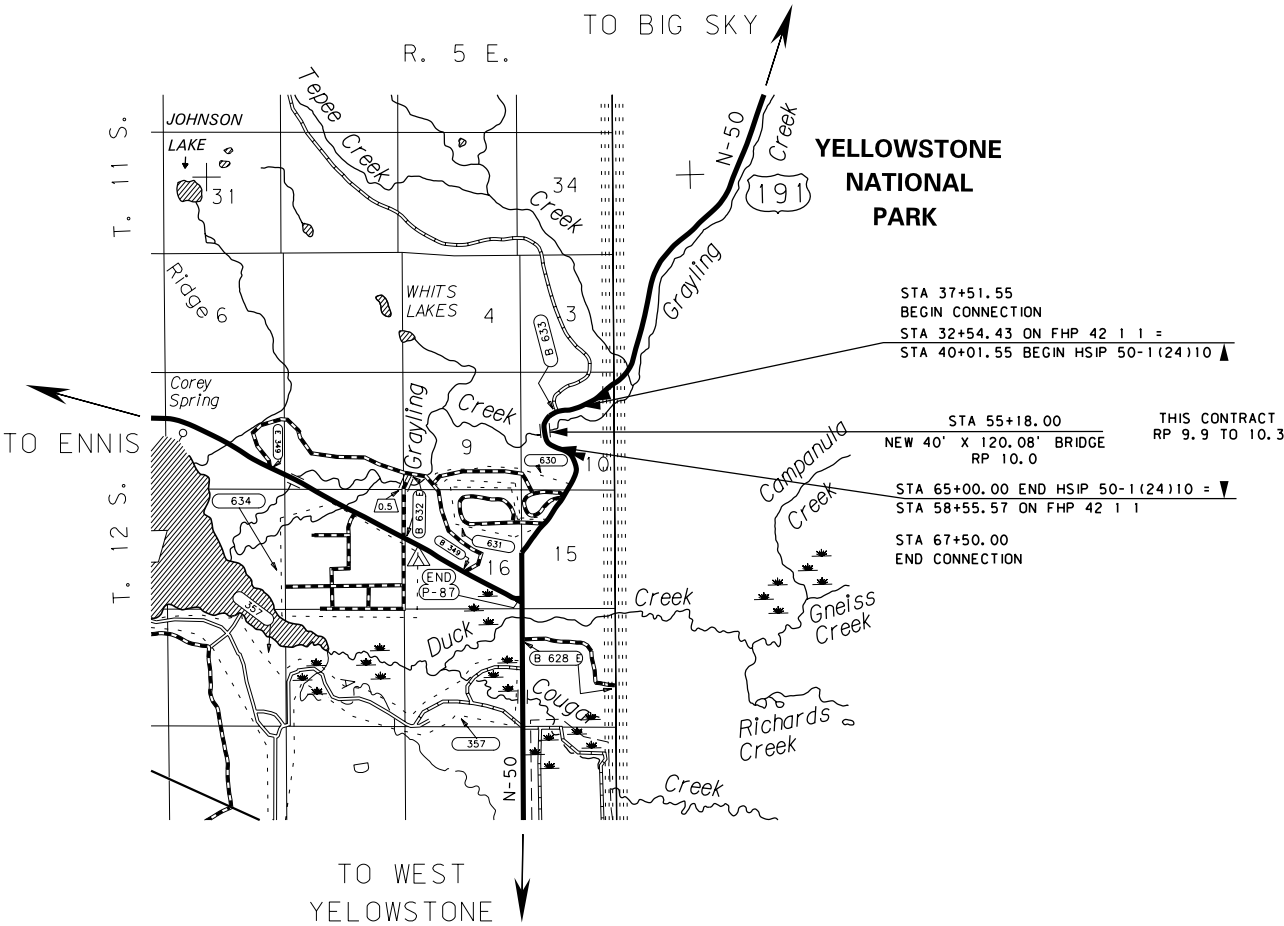 TO BIG SKY
R. 5 E.
T. 11 S.
JOHNSON
LAKE
31
Tepee Creek
34
Creek
N-50
Creek
191
YELLOWSTONE
NATIONAL
PARK
Grayling
Ridge
6
WHITS
LAKES
4
3
B 633
STA 37+51.55
BEGIN CONNECTION
STA 32+54.43 ON FHP 42 1 1 =
STA 40+01.55 BEGIN HSIP 50-1(24)10
Corey
Spring
TO ENNIS
E 349
Grayling
Creek
9
630
10
STA 55+18.00
NEW 40' X 120.08' BRIDGE
RP 10.0
THIS CONTRACT
RP 9.9 TO 10.3
Campanula
Creek
STA 65+00.00 END HSIP 50-1(24)10 =
STA 58+55.57 ON FHP 42 1 1
STA 67+50.00
END CONNECTION
T. 12 S.
634
0.5
B 632 E
B 349
631
16
15
END
P-87
357
Duck
Creek
Gneiss
Creek
B 628 E
Cougar
A
357
Richards
Creek
D
N-50
Creek
TO WEST
YELOWSTONE